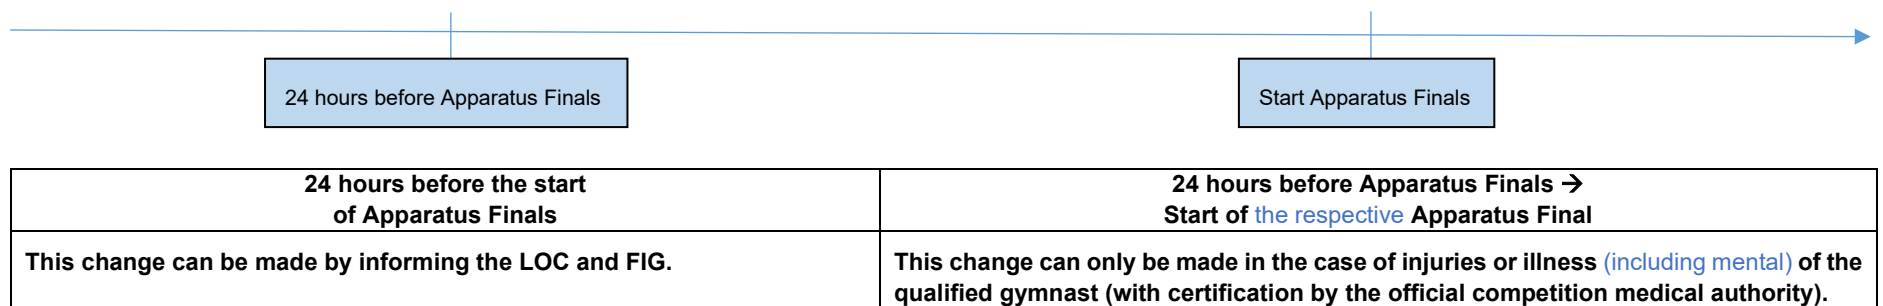 24 hours before Apparatus Finals
Start Apparatus Finals
24 hours before the start
of Apparatus Finals
24 hours before Apparatus Finals →
Start of the respective Apparatus Final
This change can be made by informing the LOC and FIG.
This change can only be made in the case of injuries or illness (including mental) of the
qualified gymnast (with certification by the official competition medical authority).